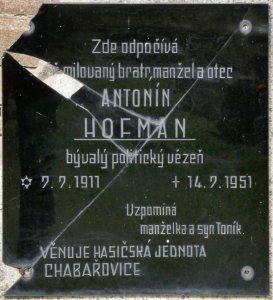 Zde odpočívá
milovaný bratr, manžel a otec
ANTONÍN
HOFMAN
bývalý politický vězeň
✡ 7.7.1911 † 14.7.1951
Uzpomíná
manželka a syn Toník.
VĚNUJE HASIČSKÁ JEDNOTA
CHABAŘOVICE.